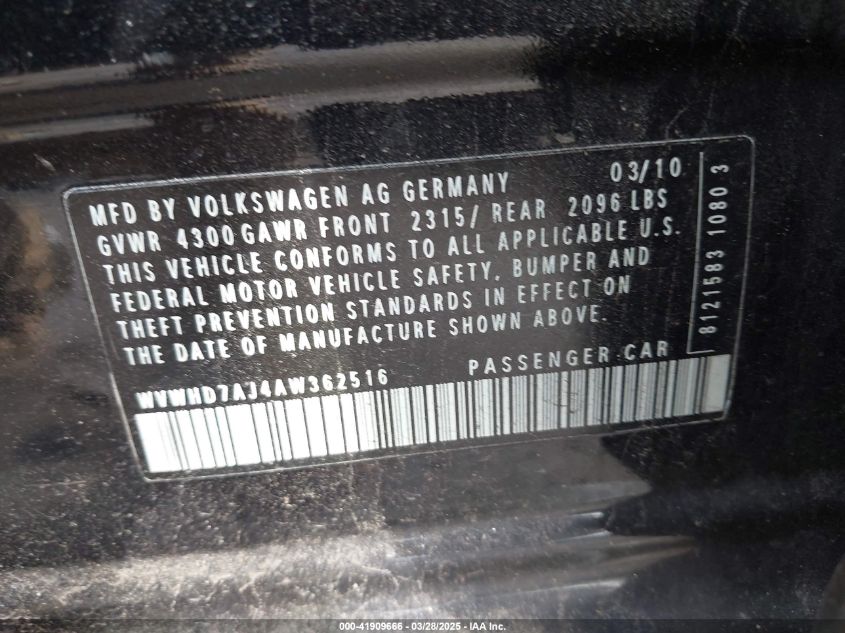 03/10
MFD BY VOLKSWAGEN AG GERMANY
GVWR 4300 GAWR FRONT 2315/ REAR 2096 LBS
THIS VEHICLE CONFORMS TO ALL APPLICABLE U.S.
FEDERAL MOTOR VEHICLE SAFETY, BUMPER AND
THEFT PREVENTION STANDARDS IN EFFECT ON
THE DATE OF MANUFACTURE SHOWN ABOVE.
8121583 1080 3
WVWHD7AJ4AW362516 PASSENGER CAR
000-41909666 - 03/28/2025 - IAA Inc.